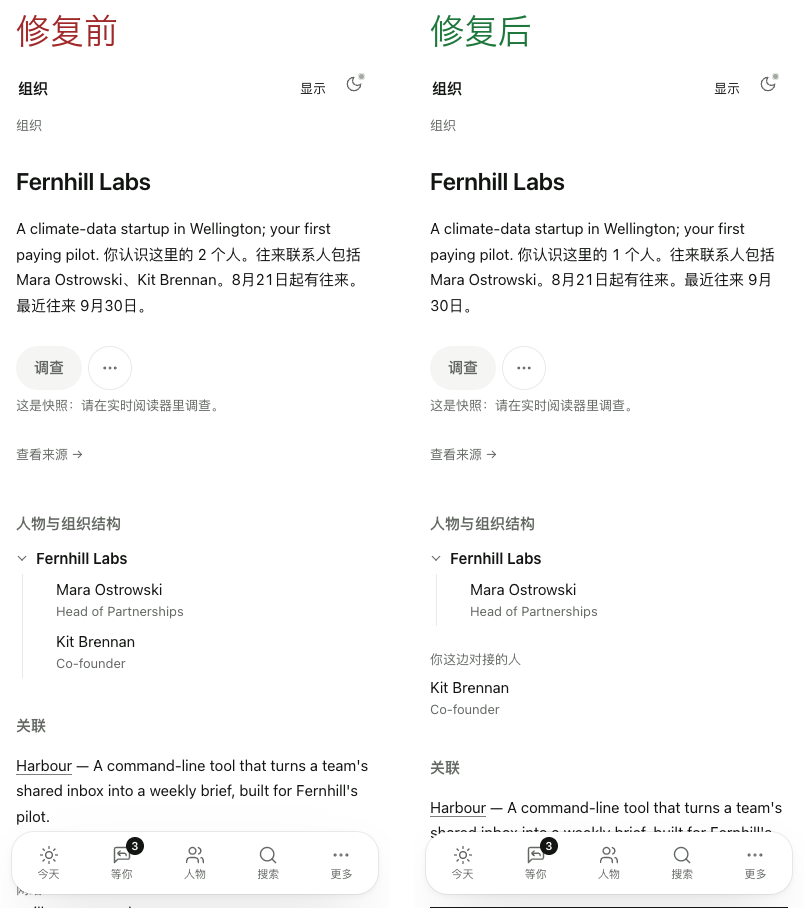 修复前
组织
显示
组织
Fernhill Labs
A climate-data startup in Wellington; your first
paying pilot. 你认识这里的 2 个人。往来联系人包括
Mara Ostrowski、Kit Brennan。8月21日起有往来。
最近往来 9月30日。
调查
这是快照：请在实时阅读器里调查。
查看来源 →
人物与组织结构
Fernhill Labs
Mara Ostrowski
Head of Partnerships
Kit Brennan
Co-founder
关联
Harbour — A command-line tool that turns a team's
shared inbox into a weekly brief, built for Fernhill's
pilot.
3
今天
等你
人物
搜索
更多
修复后
组织
显示
组织
Fernhill Labs
A climate-data startup in Wellington; your first
paying pilot. 你认识这里的 1 个人。往来联系人包括
Mara Ostrowski。8月21日起有往来。最近往来 9月
30日。
调查
这是快照：请在实时阅读器里调查。
查看来源 →
人物与组织结构
Fernhill Labs
Mara Ostrowski
Head of Partnerships
你这边对接的人
Kit Brennan
Co-founder
关联
Harbour — A command-line tool that turns a team's
shared inbox into a weekly brief, built for Fernhill's
3
今天
等你
人物
搜索
更多